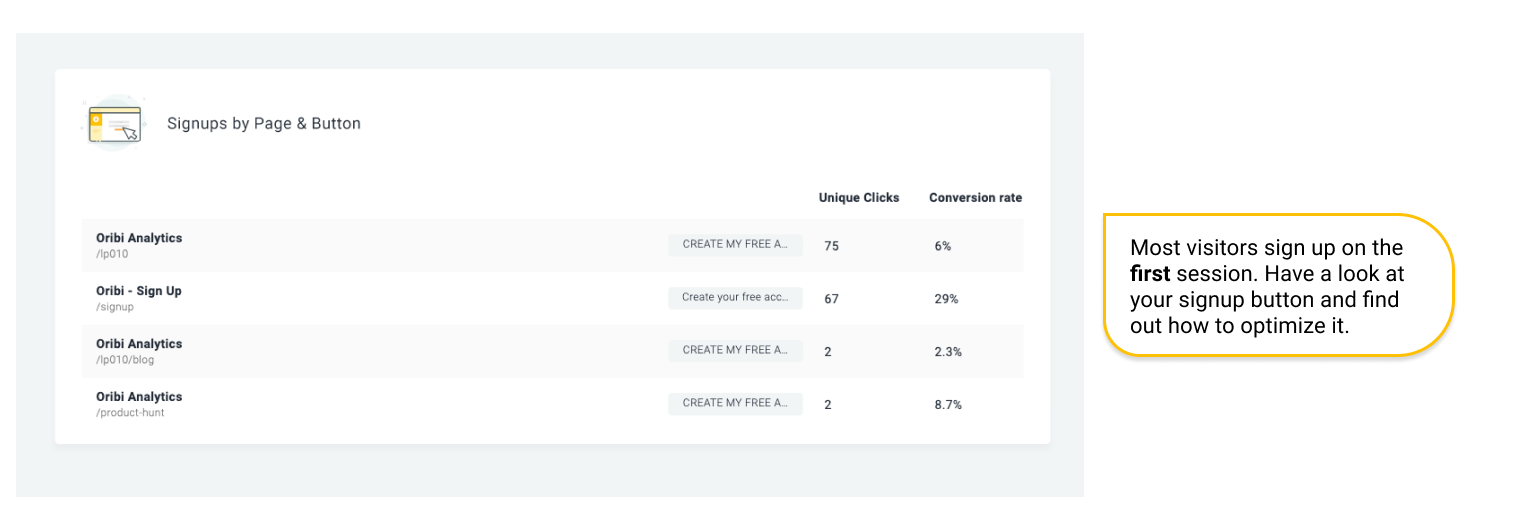 Signups by Page & Button
Unique Clicks Conversion rate
Oribi Analytics
/lp010
CREATE MY FREE A... 75 6%
Oribi - Sign Up
/signup
Create your free acc... 67 29%
Oribi Analytics
/lp010/blog
CREATE MY FREE A... 2 2.3%
Oribi Analytics
/product-hunt
CREATE MY FREE A... 2 8.7%
Most visitors sign up on the
first session. Have a look at
your signup button and find
out how to optimize it.